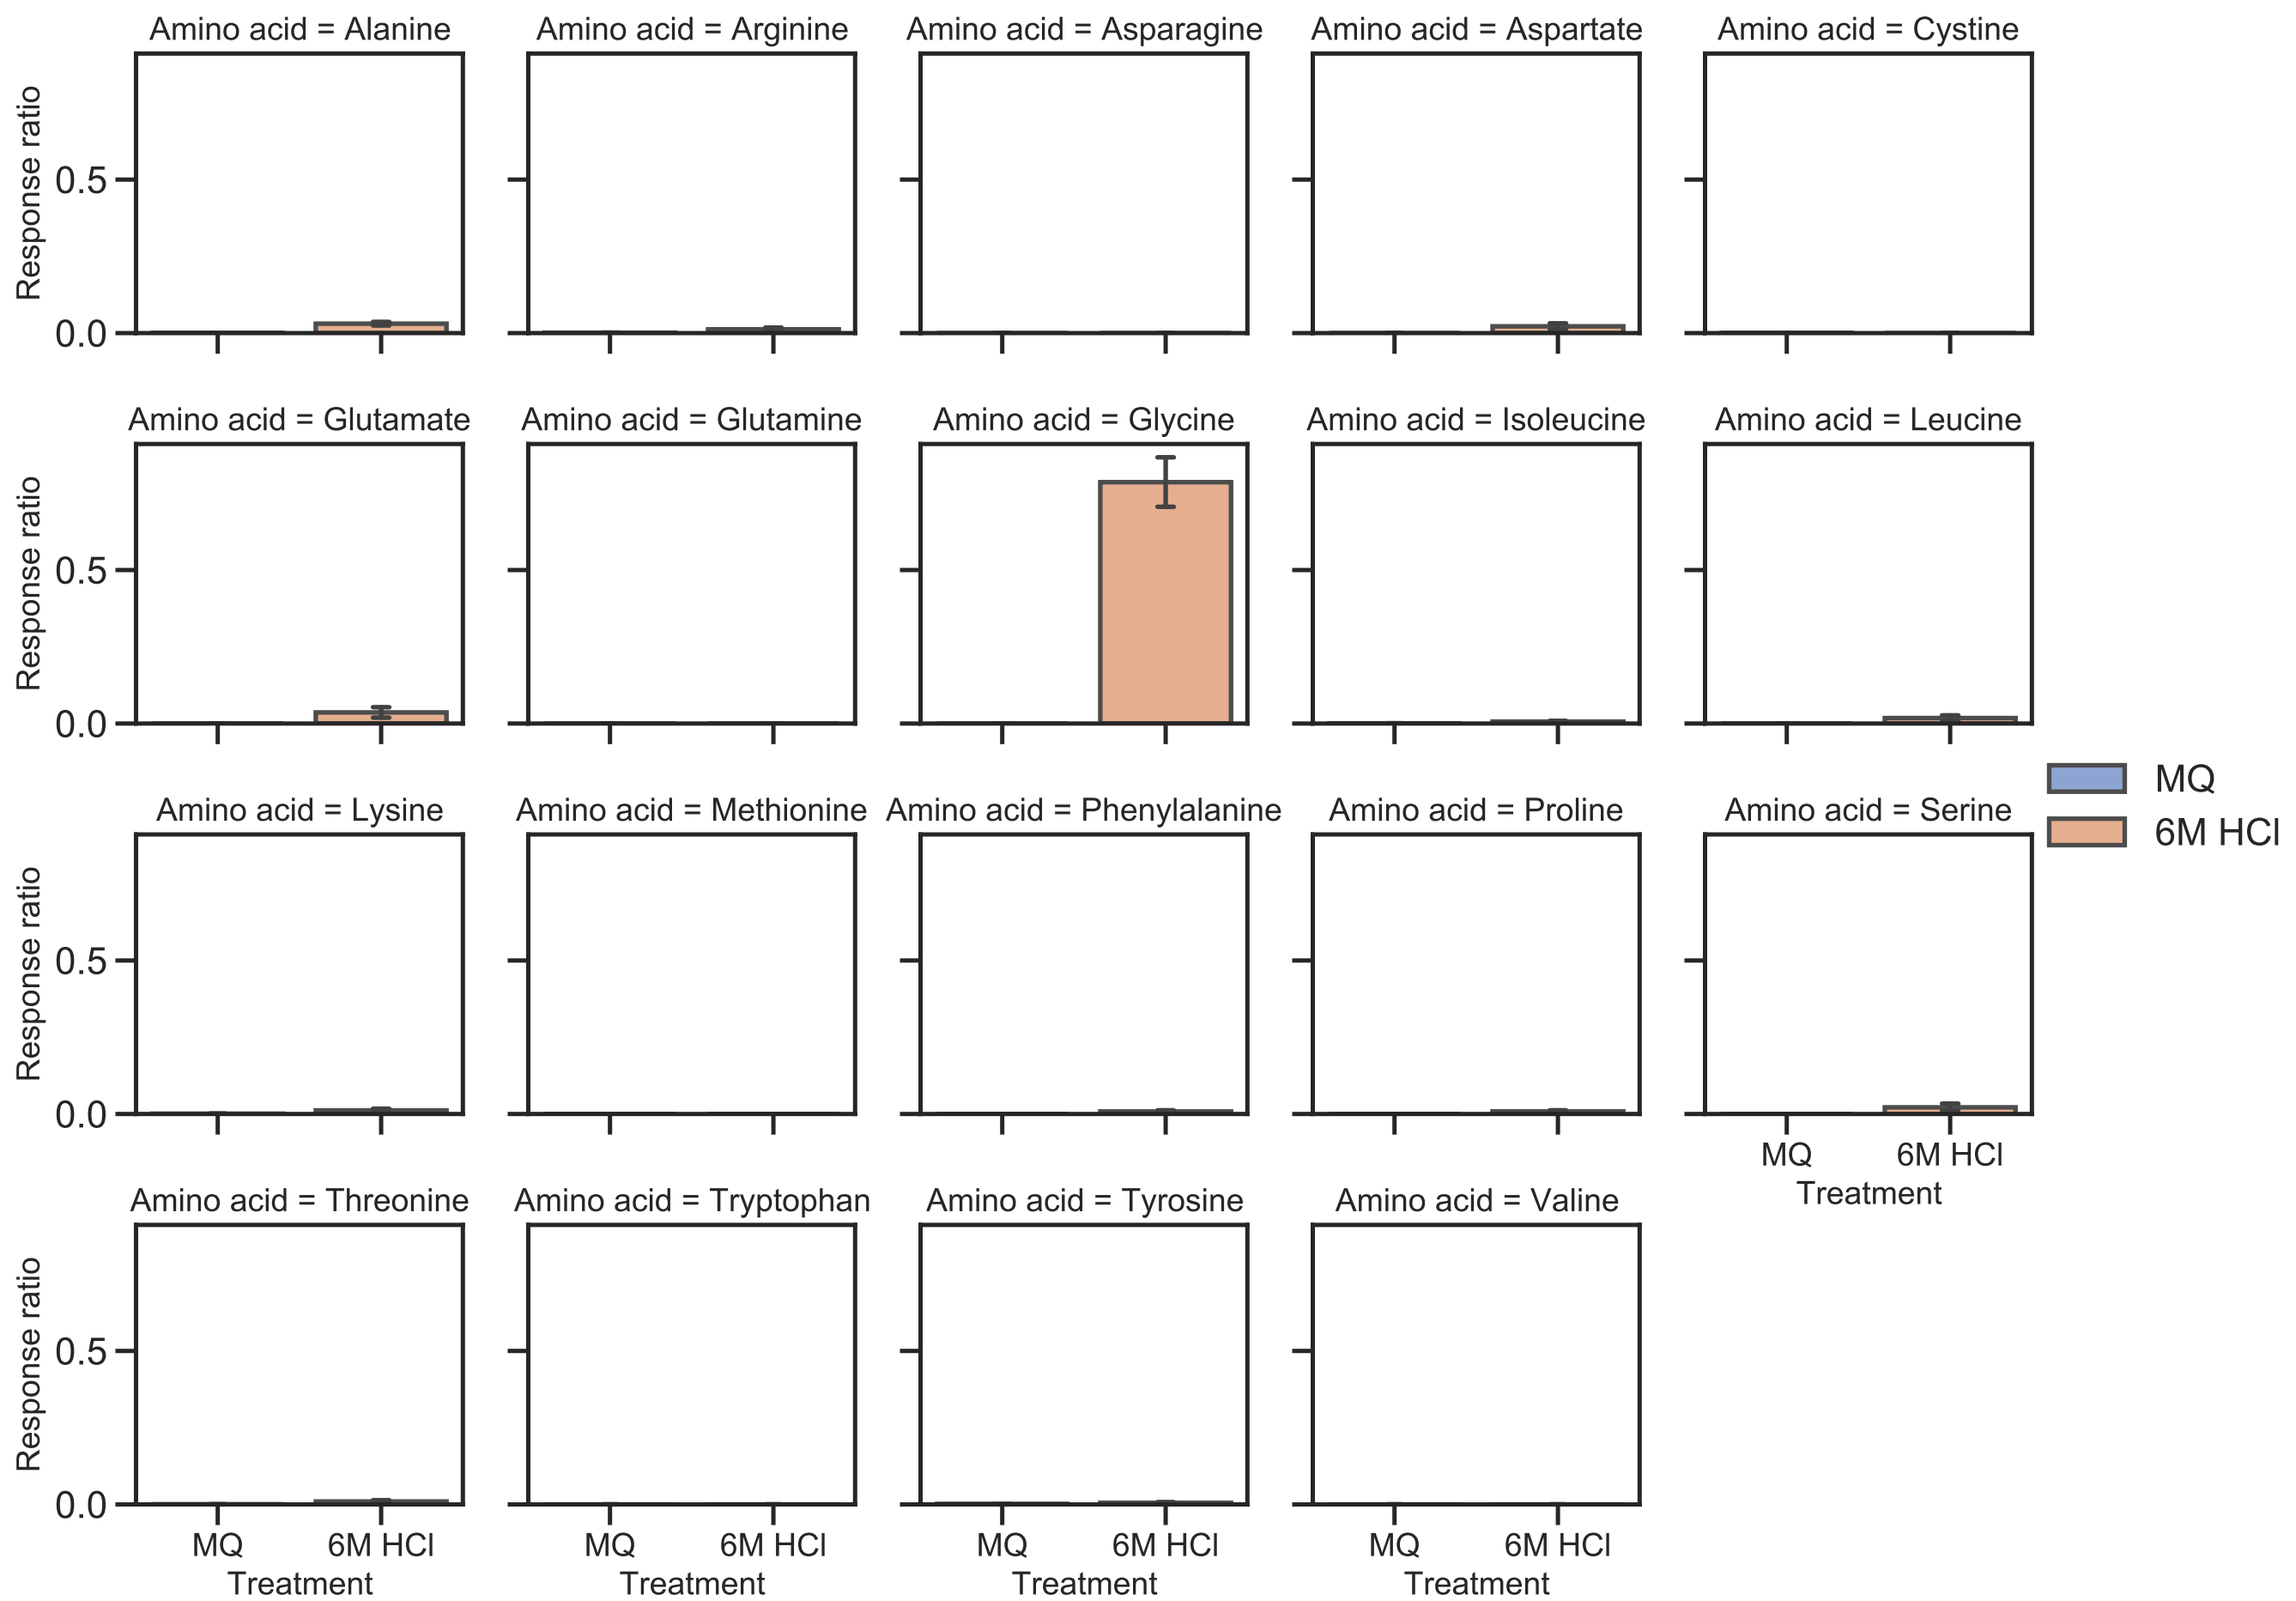 Amino acid = Alanine
Amino acid = Arginine
Amino acid = Asparagine
Amino acid = Aspartate
Amino acid = Cystine
Response ratio
0.5
0.0
Amino acid = Glutamate
Amino acid = Glutamine
Amino acid = Glycine
Amino acid = Isoleucine
Amino acid = Leucine
Response ratio
0.5
0.0
MQ
6M HCl
Amino acid = Lysine
Amino acid = Methionine
Amino acid = Phenylalanine
Amino acid = Proline
Amino acid = Serine
Response ratio
0.5
0.0
MQ
6M HCl
Treatment
Amino acid = Threonine
Amino acid = Tryptophan
Amino acid = Tyrosine
Amino acid = Valine
Response ratio
0.5
0.0
MQ
6M HCl
Treatment
MQ
6M HCl
Treatment
MQ
6M HCl
Treatment
MQ
6M HCl
Treatment